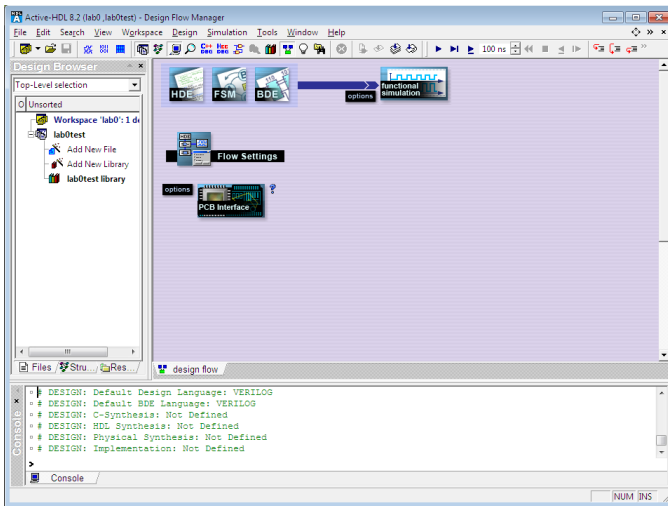 Active-HDL 8.2 (lab0 ,lab0test) - Design Flow Manager
File Edit Search View Workspace Design Simulation Tools Window Help
100 ns
Design Browser
Top-Level selection
Unsorted
Workspace 'lab0': 1 de
lab0test
Add New File
Add New Library
lab0test library
Files Stru... Res...
HDE FSM BDE options functional simulation
Flow Settings
options
PCB Interface
?
design flow
# DESIGN: Default Design Language: VERILOG
# DESIGN: Default BDE Language: VERILOG
# DESIGN: C-Synthesis: Not Defined
# DESIGN: HDL Synthesis: Not Defined
# DESIGN: Physical Synthesis: Not Defined
# DESIGN: Implementation: Not Defined
>
Console
Console
NUM INS